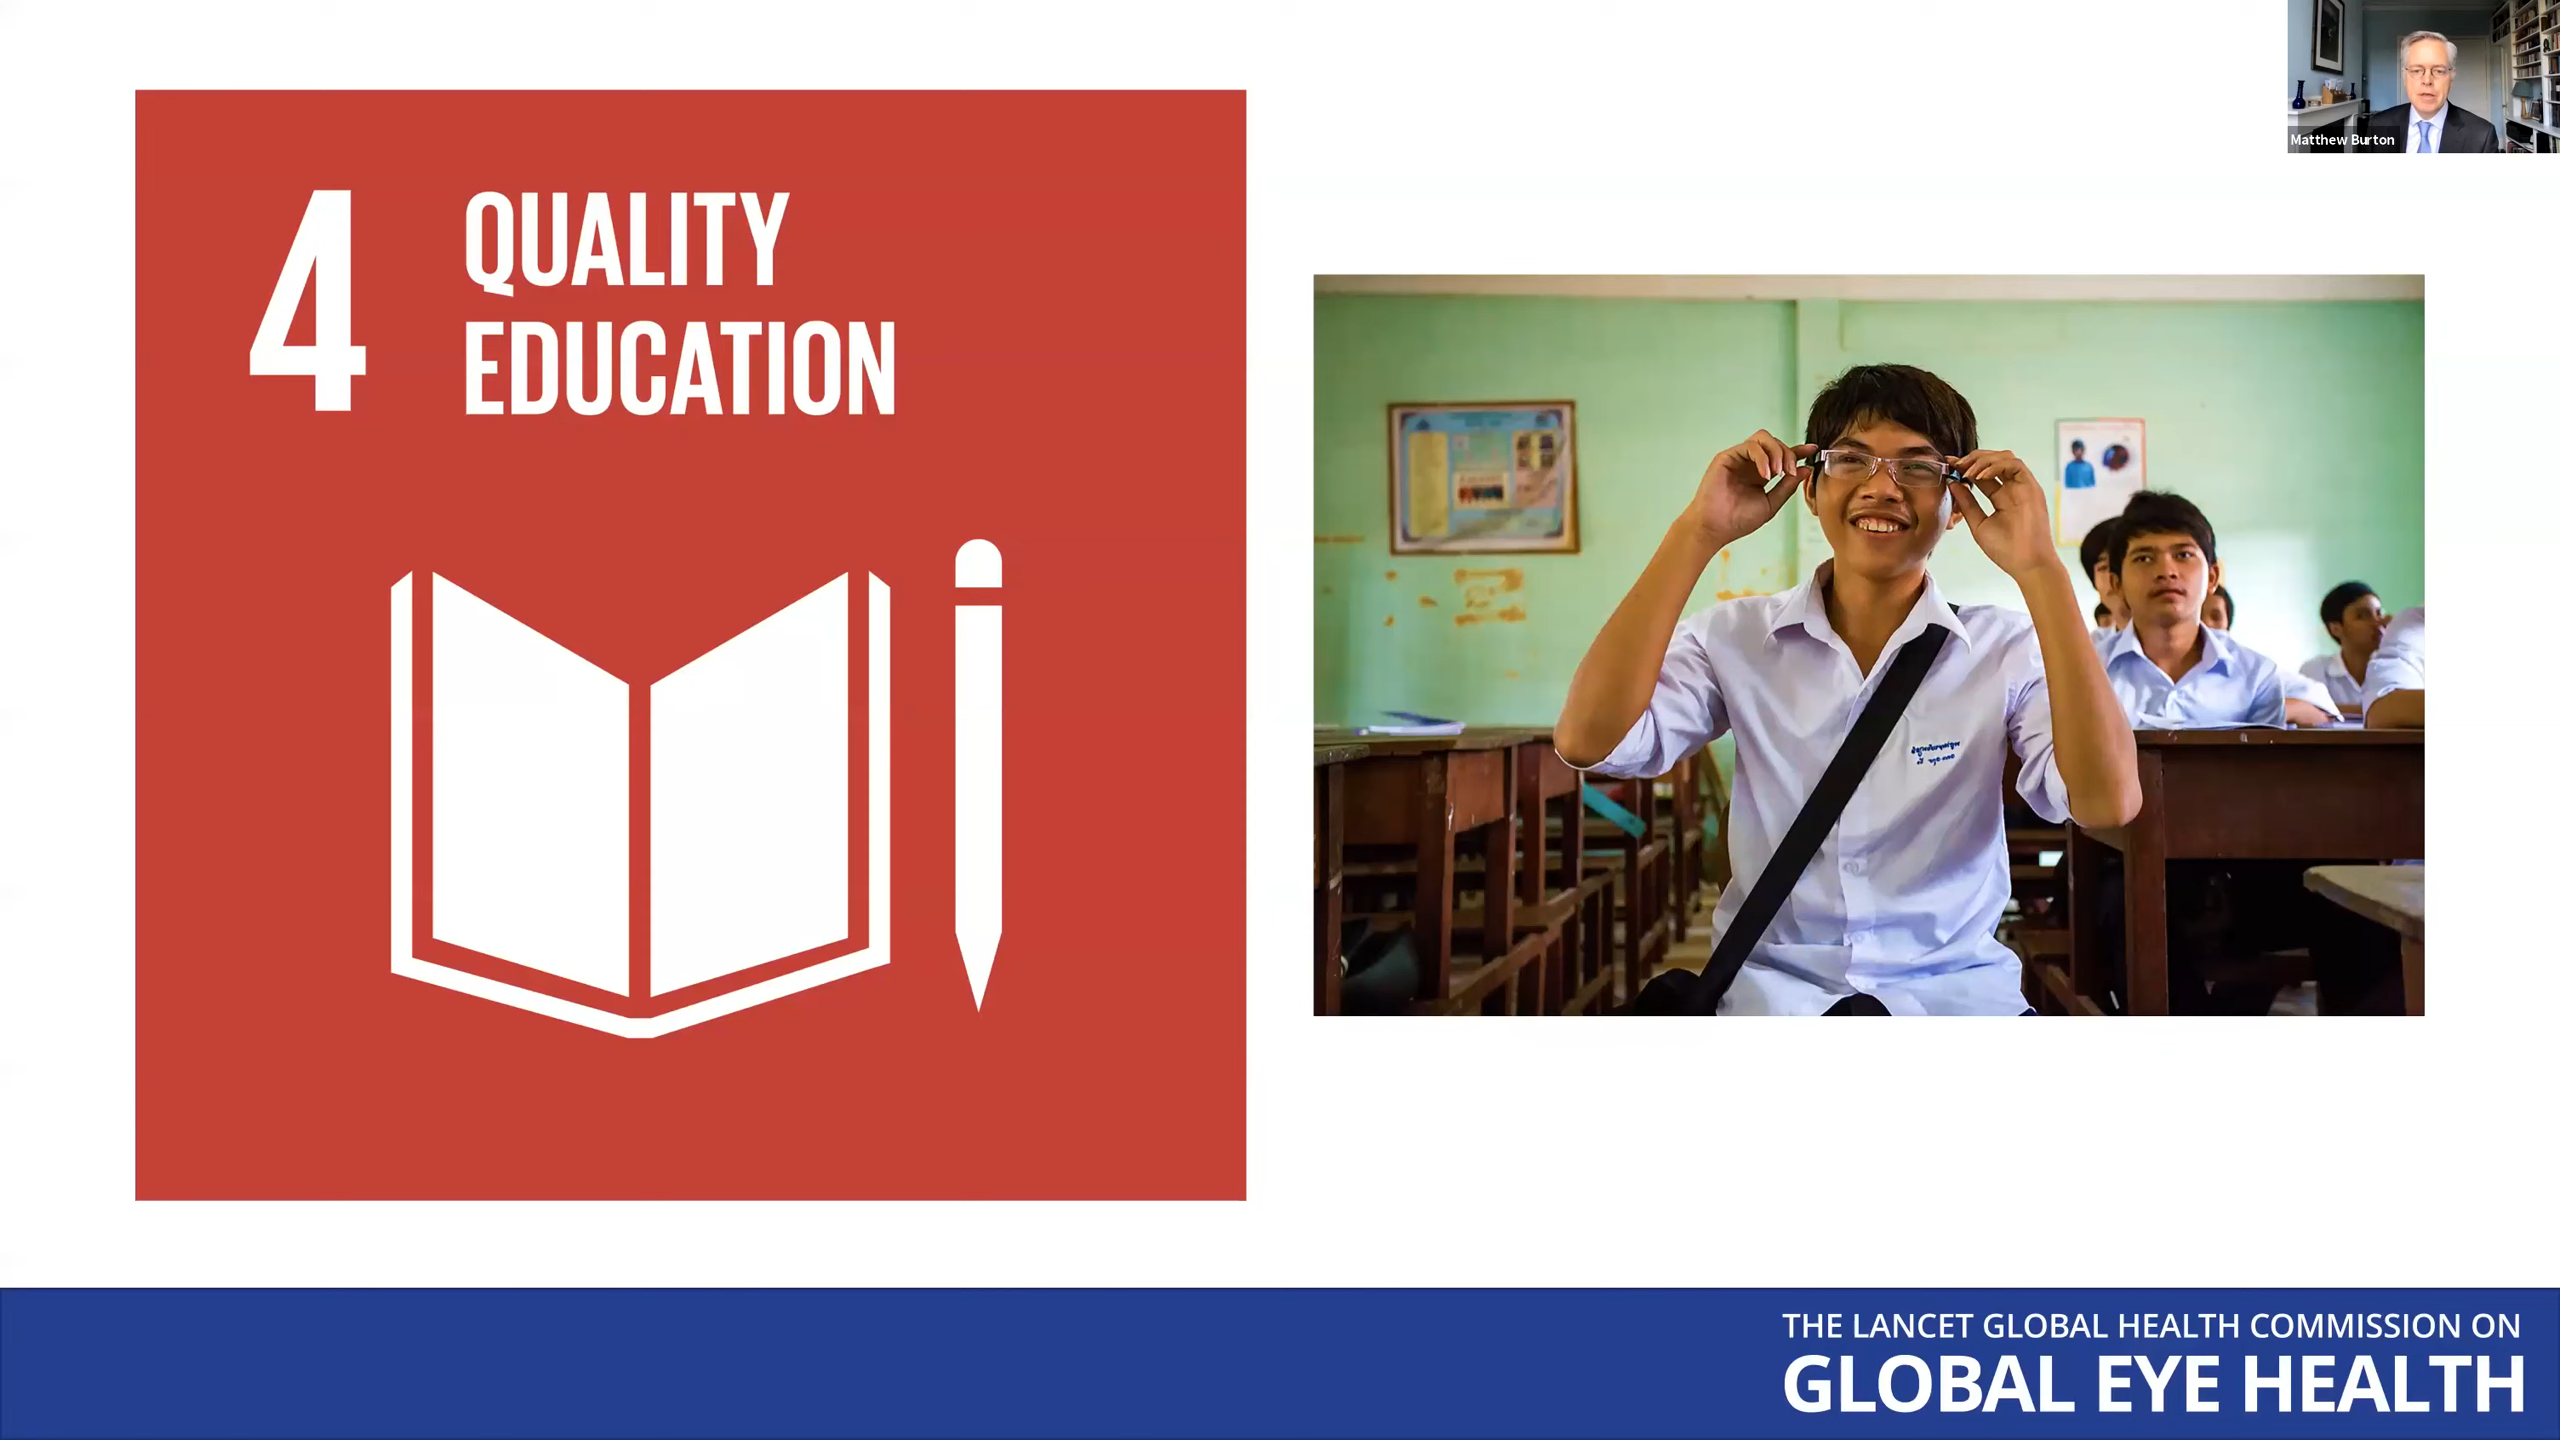 Matthew Burton
4
QUALITY
EDUCATION
THE LANCET GLOBAL HEALTH COMMISSION ON
GLOBAL EYE HEALTH